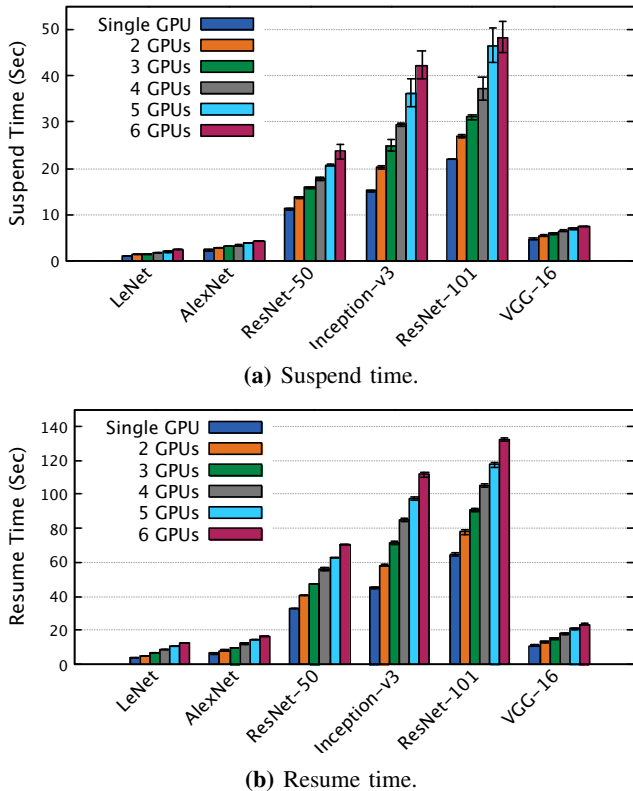 Suspend Time (Sec)
50
40
30
20
10
0
Single GPU
2 GPUs
3 GPUs
4 GPUs
5 GPUs
6 GPUs
LeNet
AlexNet
ResNet-50
Inception-v3
ResNet-101
VGG-16
(a) Suspend time.
Resume Time (Sec)
140
120
100
80
60
40
20
0
Single GPU
2 GPUs
3 GPUs
4 GPUs
5 GPUs
6 GPUs
LeNet
AlexNet
ResNet-50
Inception-v3
ResNet-101
VGG-16
(b) Resume time.